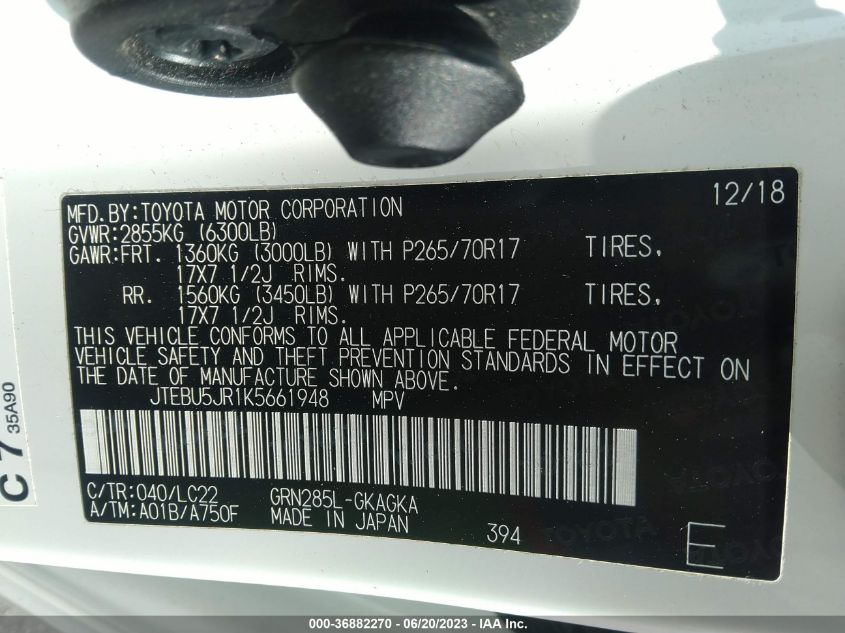 12/18
MFD.BY:TOYOTA MOTOR CORPORATION
GVWR:2855KG (6300LB)
GAWR:FRT. 1360KG (3000LB) WITH P265/70R17 TIRES,
17X7 1/2J RIMS.
RR. 1560KG (3450LB) WITH P265/70R17 TIRES,
17X7 1/2J RIMS.
THIS VEHICLE CONFORMS TO ALL APPLICABLE FEDERAL MOTOR
VEHICLE SAFETY AND THEFT PREVENTION STANDARDS IN EFFECT ON
THE DATE OF MANUFACTURE SHOWN ABOVE.
JTEBU5JR1K5661948 MPV
C/TR:040/LC22 GRN285L-GKAGKA
A/TM:A01B/A750F MADE IN JAPAN 394 E
C 7
35A90
TOYOTA
000-36882270 - 06/20/2023 - IAA Inc.